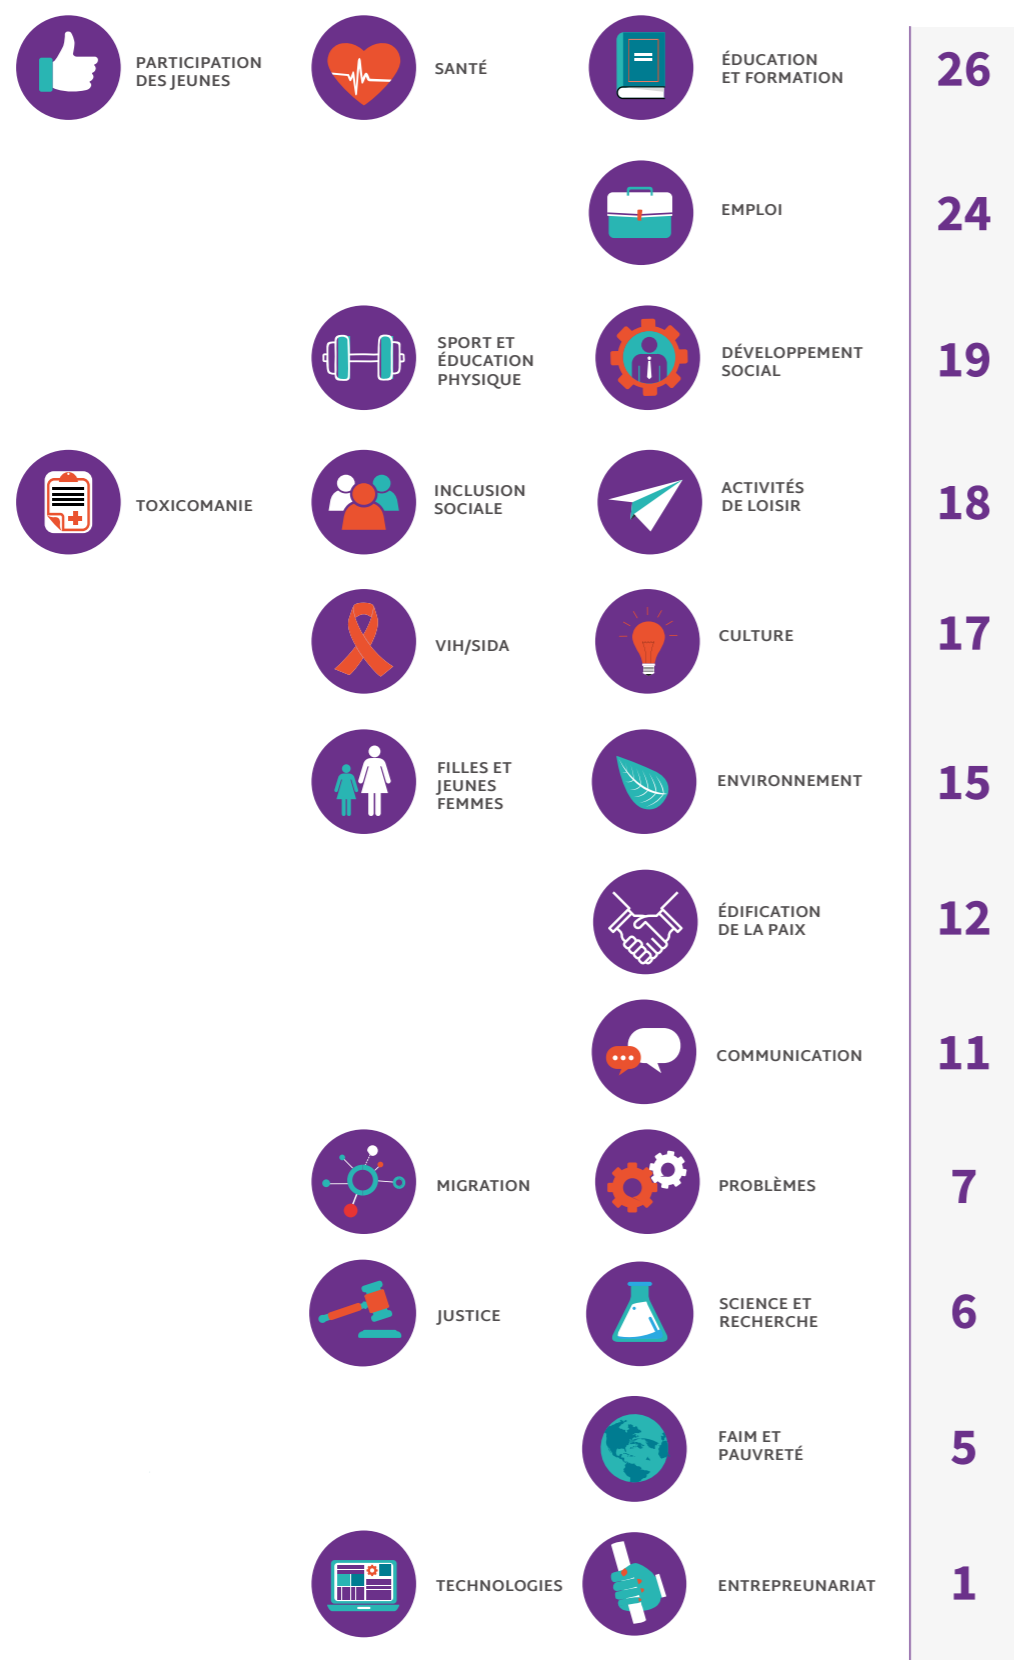 PARTICIPATION
DES JEUNES
SANTÉ
ÉDUCATION
ET FORMATION
26
EMPLOI
24
SPORT ET
ÉDUCATION
PHYSIQUE
DÉVELOPPEMENT
SOCIAL
19
TOXICOMANIE
INCLUSION
SOCIALE
ACTIVITÉS
DE LOISIR
18
VIH/SIDA
CULTURE
17
FILLES ET
JEUNES
FEMMES
ENVIRONNEMENT
15
ÉDIFICATION
DE LA PAIX
12
COMMUNICATION
11
MIGRATION
PROBLÈMES
7
JUSTICE
SCIENCE ET
RECHERCHE
6
FAIM ET
PAUVRETÉ
5
TECHNOLOGIES
ENTREPREUNARIAT
1